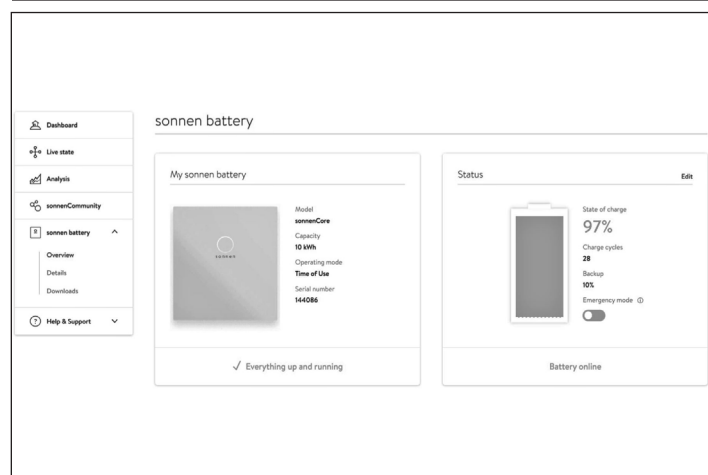 sonnen battery
Dashboard
Live state
Analysis
sonnenCommunity
sonnen battery
Overview
Details
Downloads
Help & Support
My sonnen battery
sonnen
Model
sonnenCore
Capacity
10 kWh
Operating mode
Time of Use
Serial number
144086
✓ Everything up and running
Status
Edit
State of charge
97%
Charge cycles
28
Backup
10%
Emergency mode
Battery online